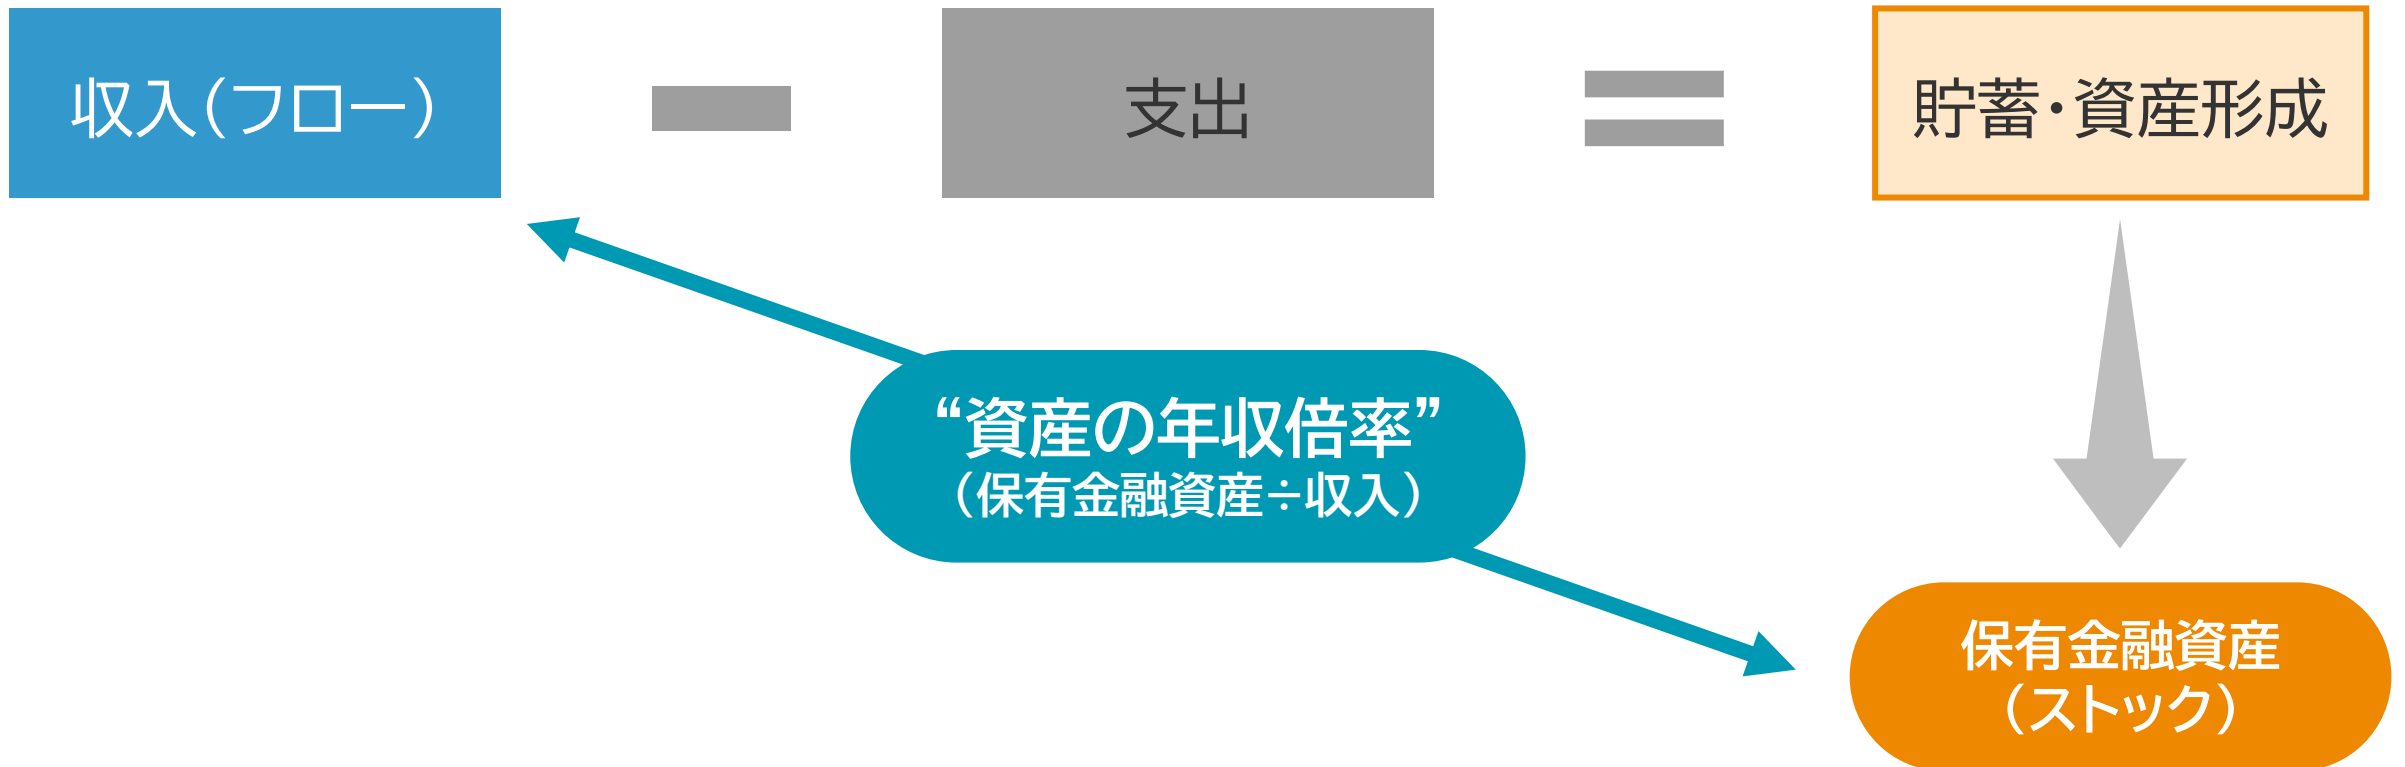 収入（フロー）
支出
貯蓄・資産形成
“資産の年収倍率”
（保有金融資産÷収入）
保有金融資産
（ストック）